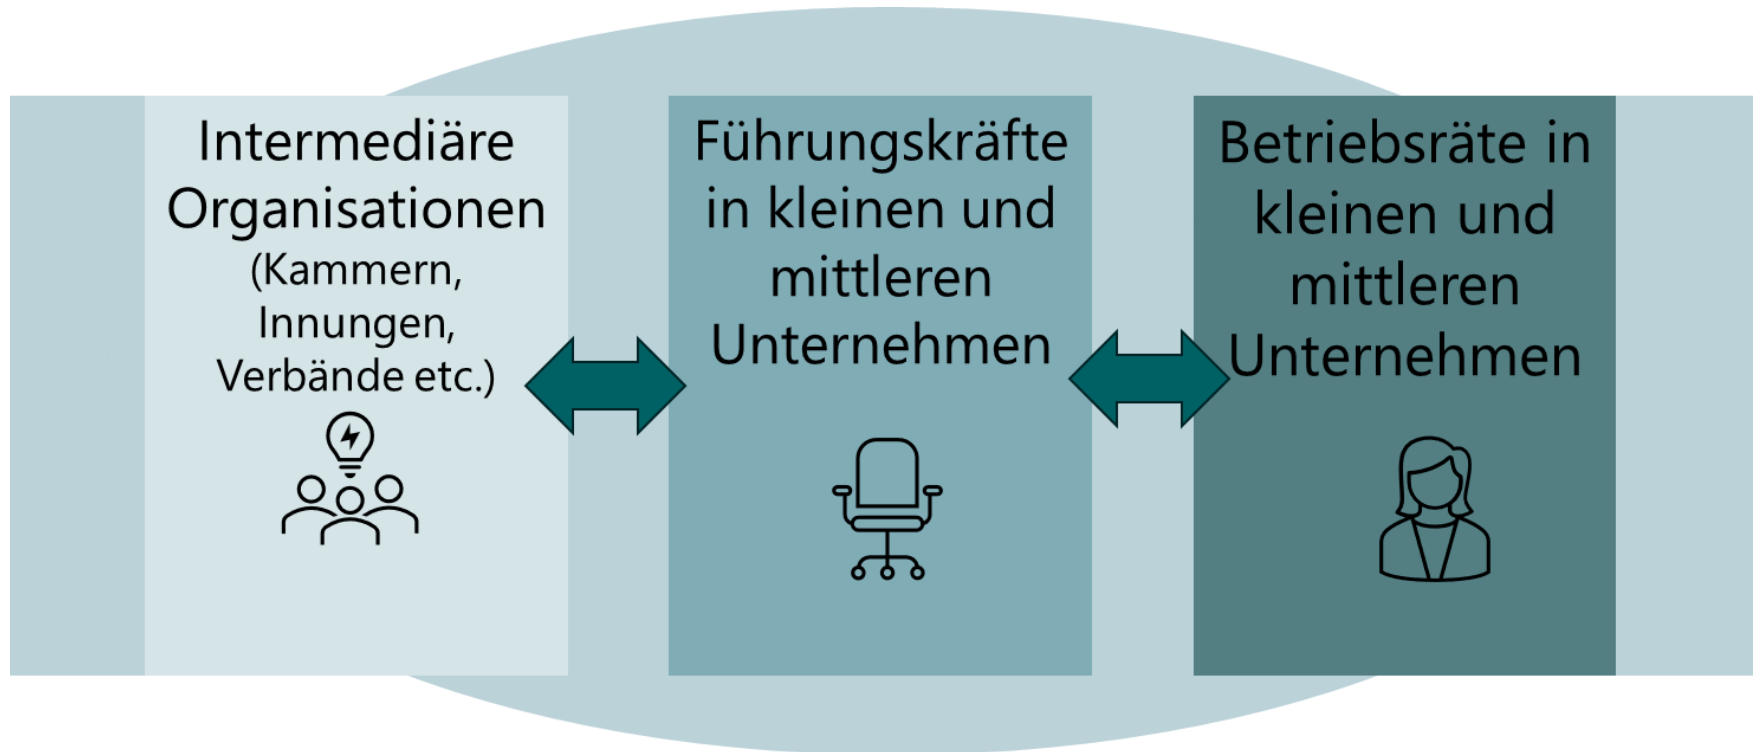 Intermediäre
Organisationen
(Kammern,
Innungen,
Verbände etc.)
Führungskräfte
in kleinen und
mittleren
Unternehmen
Betriebsräte in
kleinen und
mittleren
Unternehmen